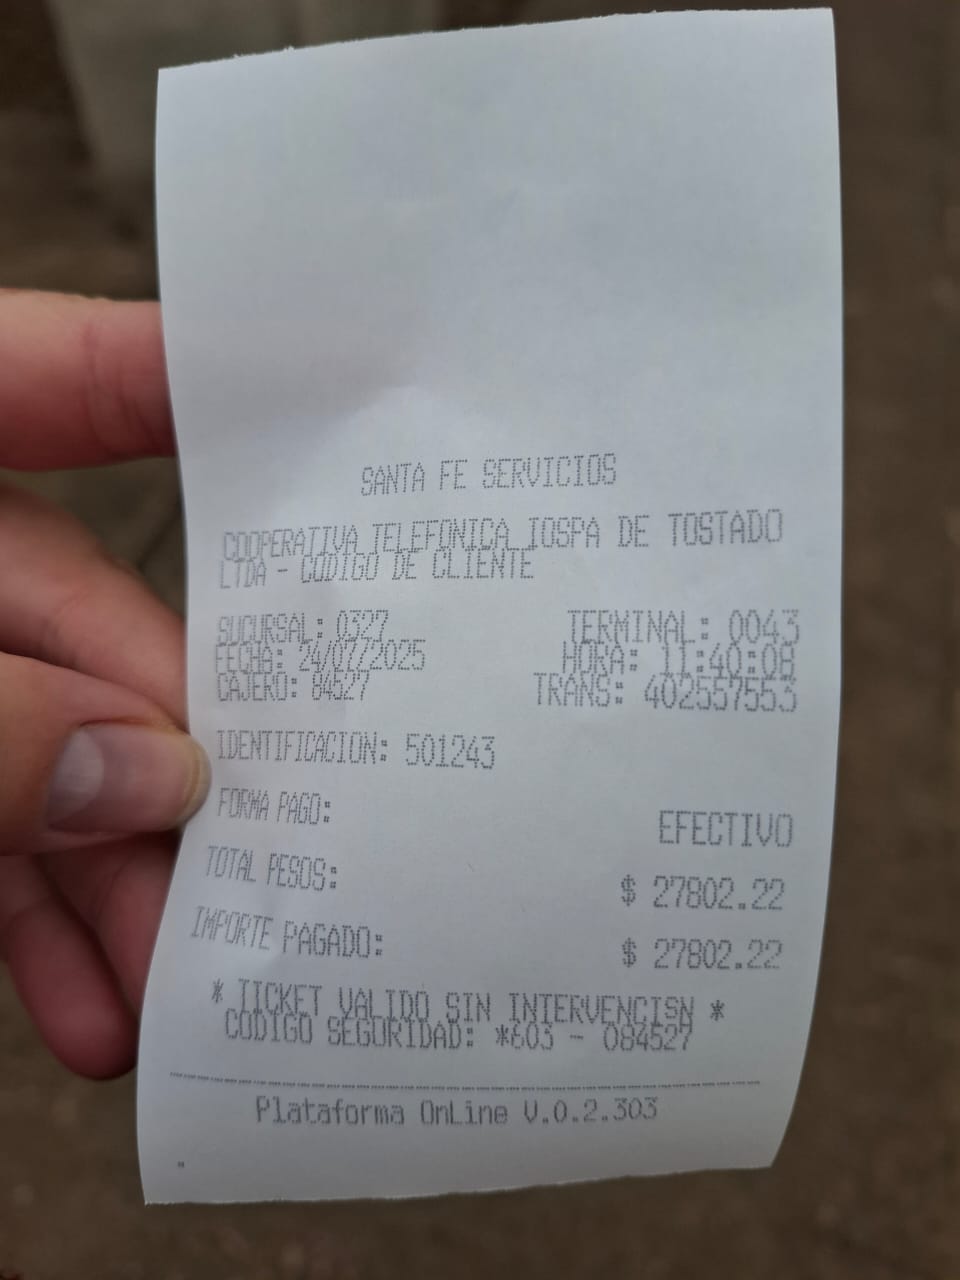 SANTA FE SERVICIOS
COOPERATIVA TELEFONICA IOSPA DE TOSTADO
LTDA - CODIGO DE CLIENTE
SUCURSAL: 0327 TERMINAL: 0043
FECHA: 24/07/2025 HORA: 11:40:08
CAJERO: 84527 TRANS: 402557553
IDENTIFICACION: 501243
FORMA PAGO: EFECTIVO
TOTAL PESOS: $ 27802.22
IMPORTE PAGADO: $ 27802.22
* TICKET VALIDO SIN INTERVENCISN *
CODIGO SEGURIDAD: *603 - 084527
Plataforma OnLine V.0.2.303
"